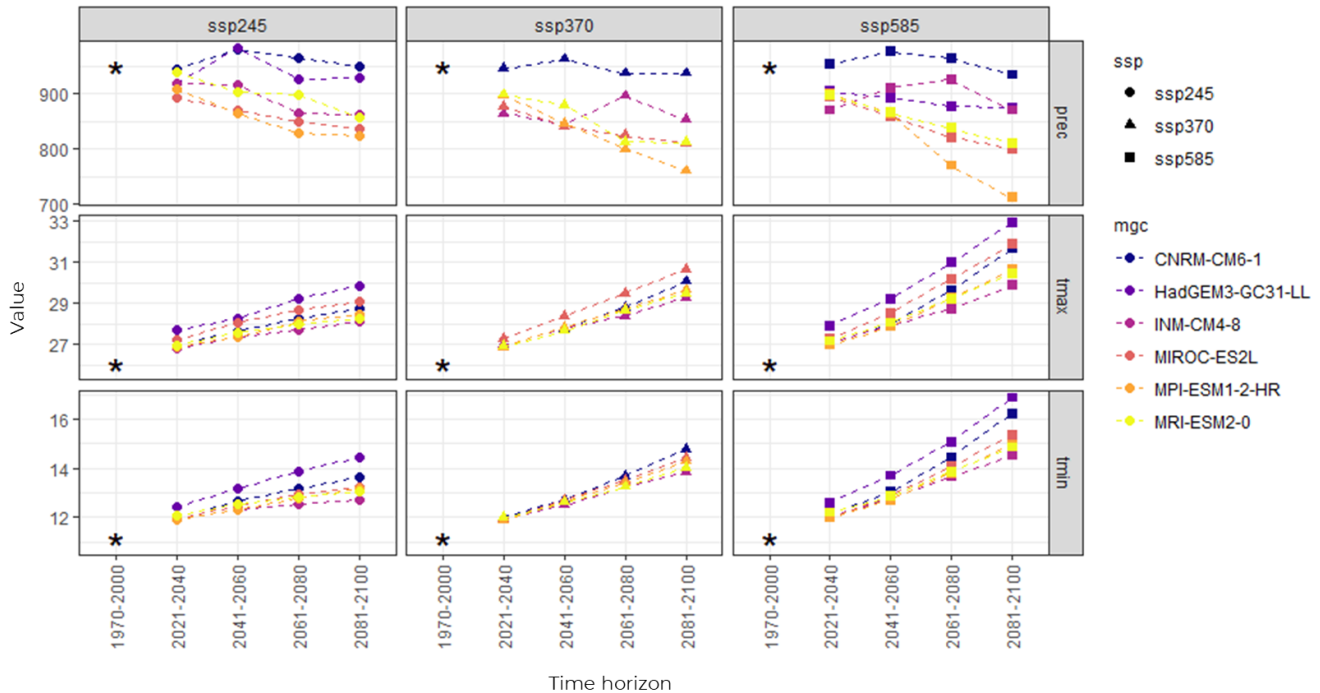 ssp245 ssp370 ssp585
900
800
700
prec
33
31
29
27
tmax
16
14
12
tmin
Value
* * *
* * *
* * *
1970-2000 2021-2040 2041-2060 2061-2080 2081-2100 1970-2000 2021-2040 2041-2060 2061-2080 2081-2100 1970-2000 2021-2040 2041-2060 2061-2080 2081-2100
Time horizon
ssp
ssp245
ssp370
ssp585
mgc
CNRM-CM6-1
HadGEM3-GC31-LL
INM-CM4-8
MIROC-ES2L
MPI-ESM1-2-HR
MRI-ESM2-0